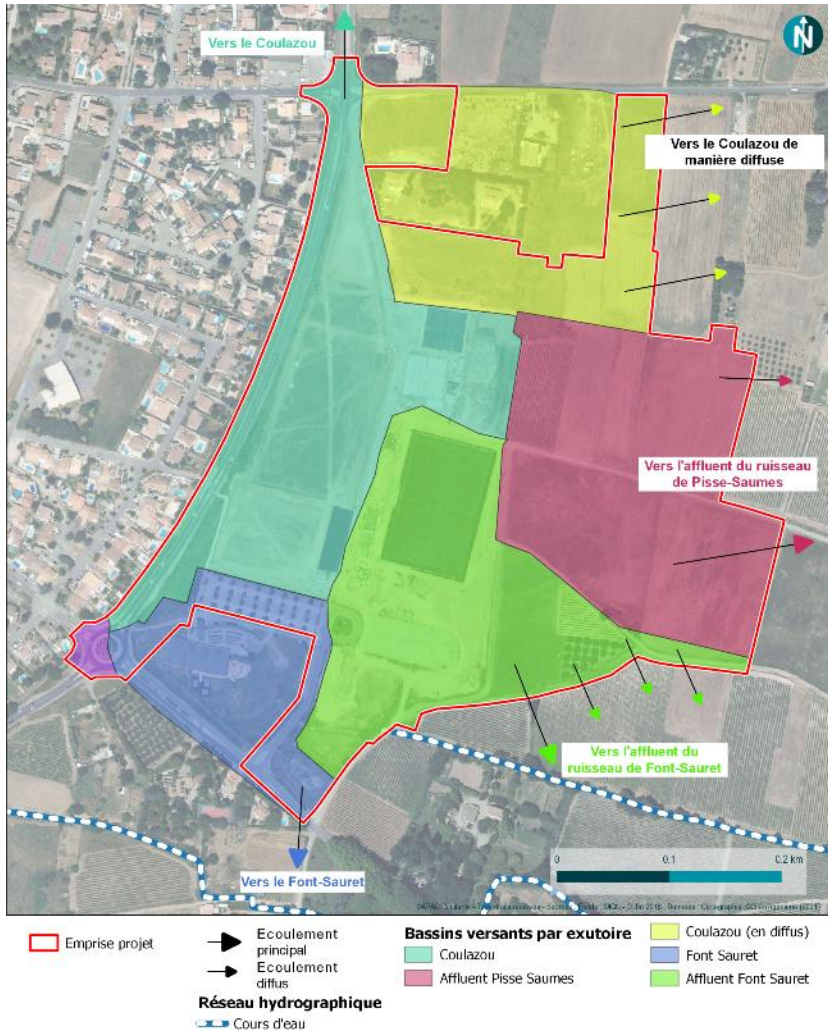 Vers le Coulazou
N
Vers le Coulazou de
manière diffuse
Vers l'affluent du ruisseau
de Pisse-Saumes
Vers l'affluent du
ruisseau de Font-Sauret
Vers le Font-Sauret
0 0.1 0.2 km
Emprise projet
Ecoulement
principal
Ecoulement
diffus
Réseau hydrographique
Cours d'eau
Bassins versants par exutoire
Coulazou
Affluent Pisse Saumes
Coulazou (en diffus)
Font Sauret
Affluent Font Sauret